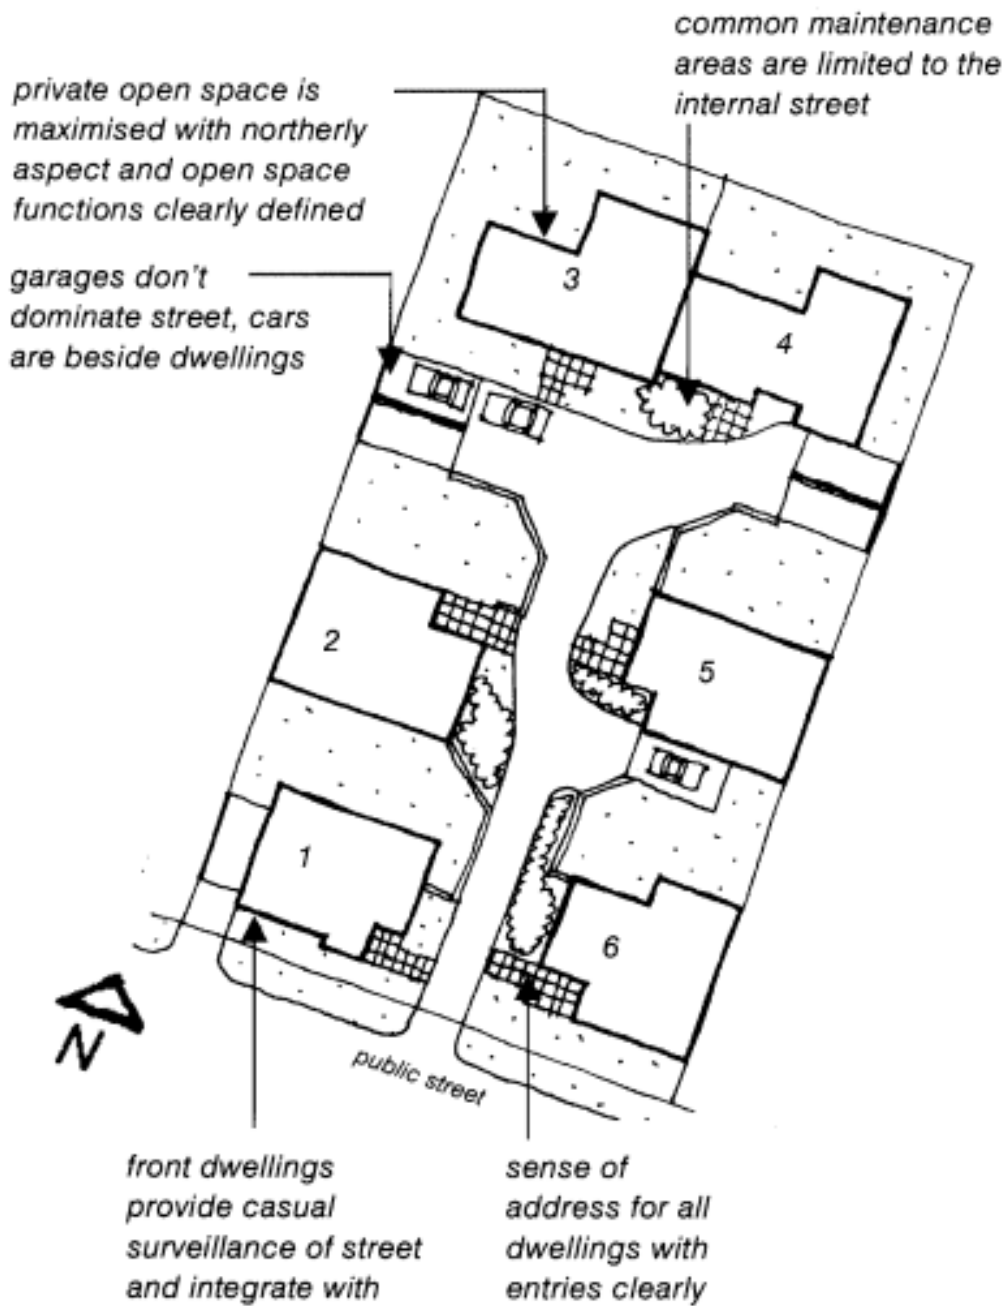 common maintenance
areas are limited to the
internal street
private open space is
maximised with northerly
aspect and open space
functions clearly defined
garages don't
dominate street, cars
are beside dwellings
3
4
2
5
1
6
N
public street
front dwellings
provide casual
surveillance of street
and integrate with
sense of
address for all
dwellings with
entries clearly